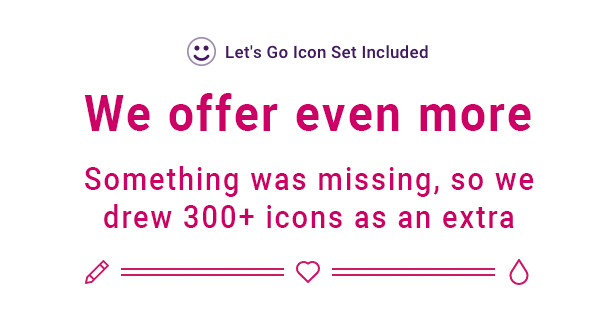 Let's Go Icon Set Included
We offer even more
Something was missing, so we
drew 300+ icons as an extra